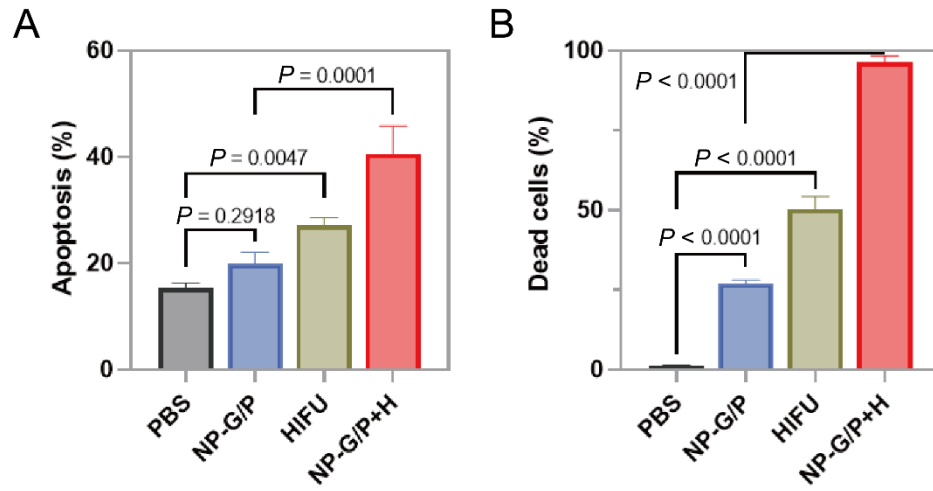 A
Apoptosis (%)
60
40
20
0
P = 0.0001
P = 0.0047
P = 0.2918
PBS
NP-G/P
HIFU
NP-G/P+H
B
Dead cells (%)
100
50
0
P < 0.0001
P < 0.0001
P < 0.0001
PBS
NP-G/P
HIFU
NP-G/P+H